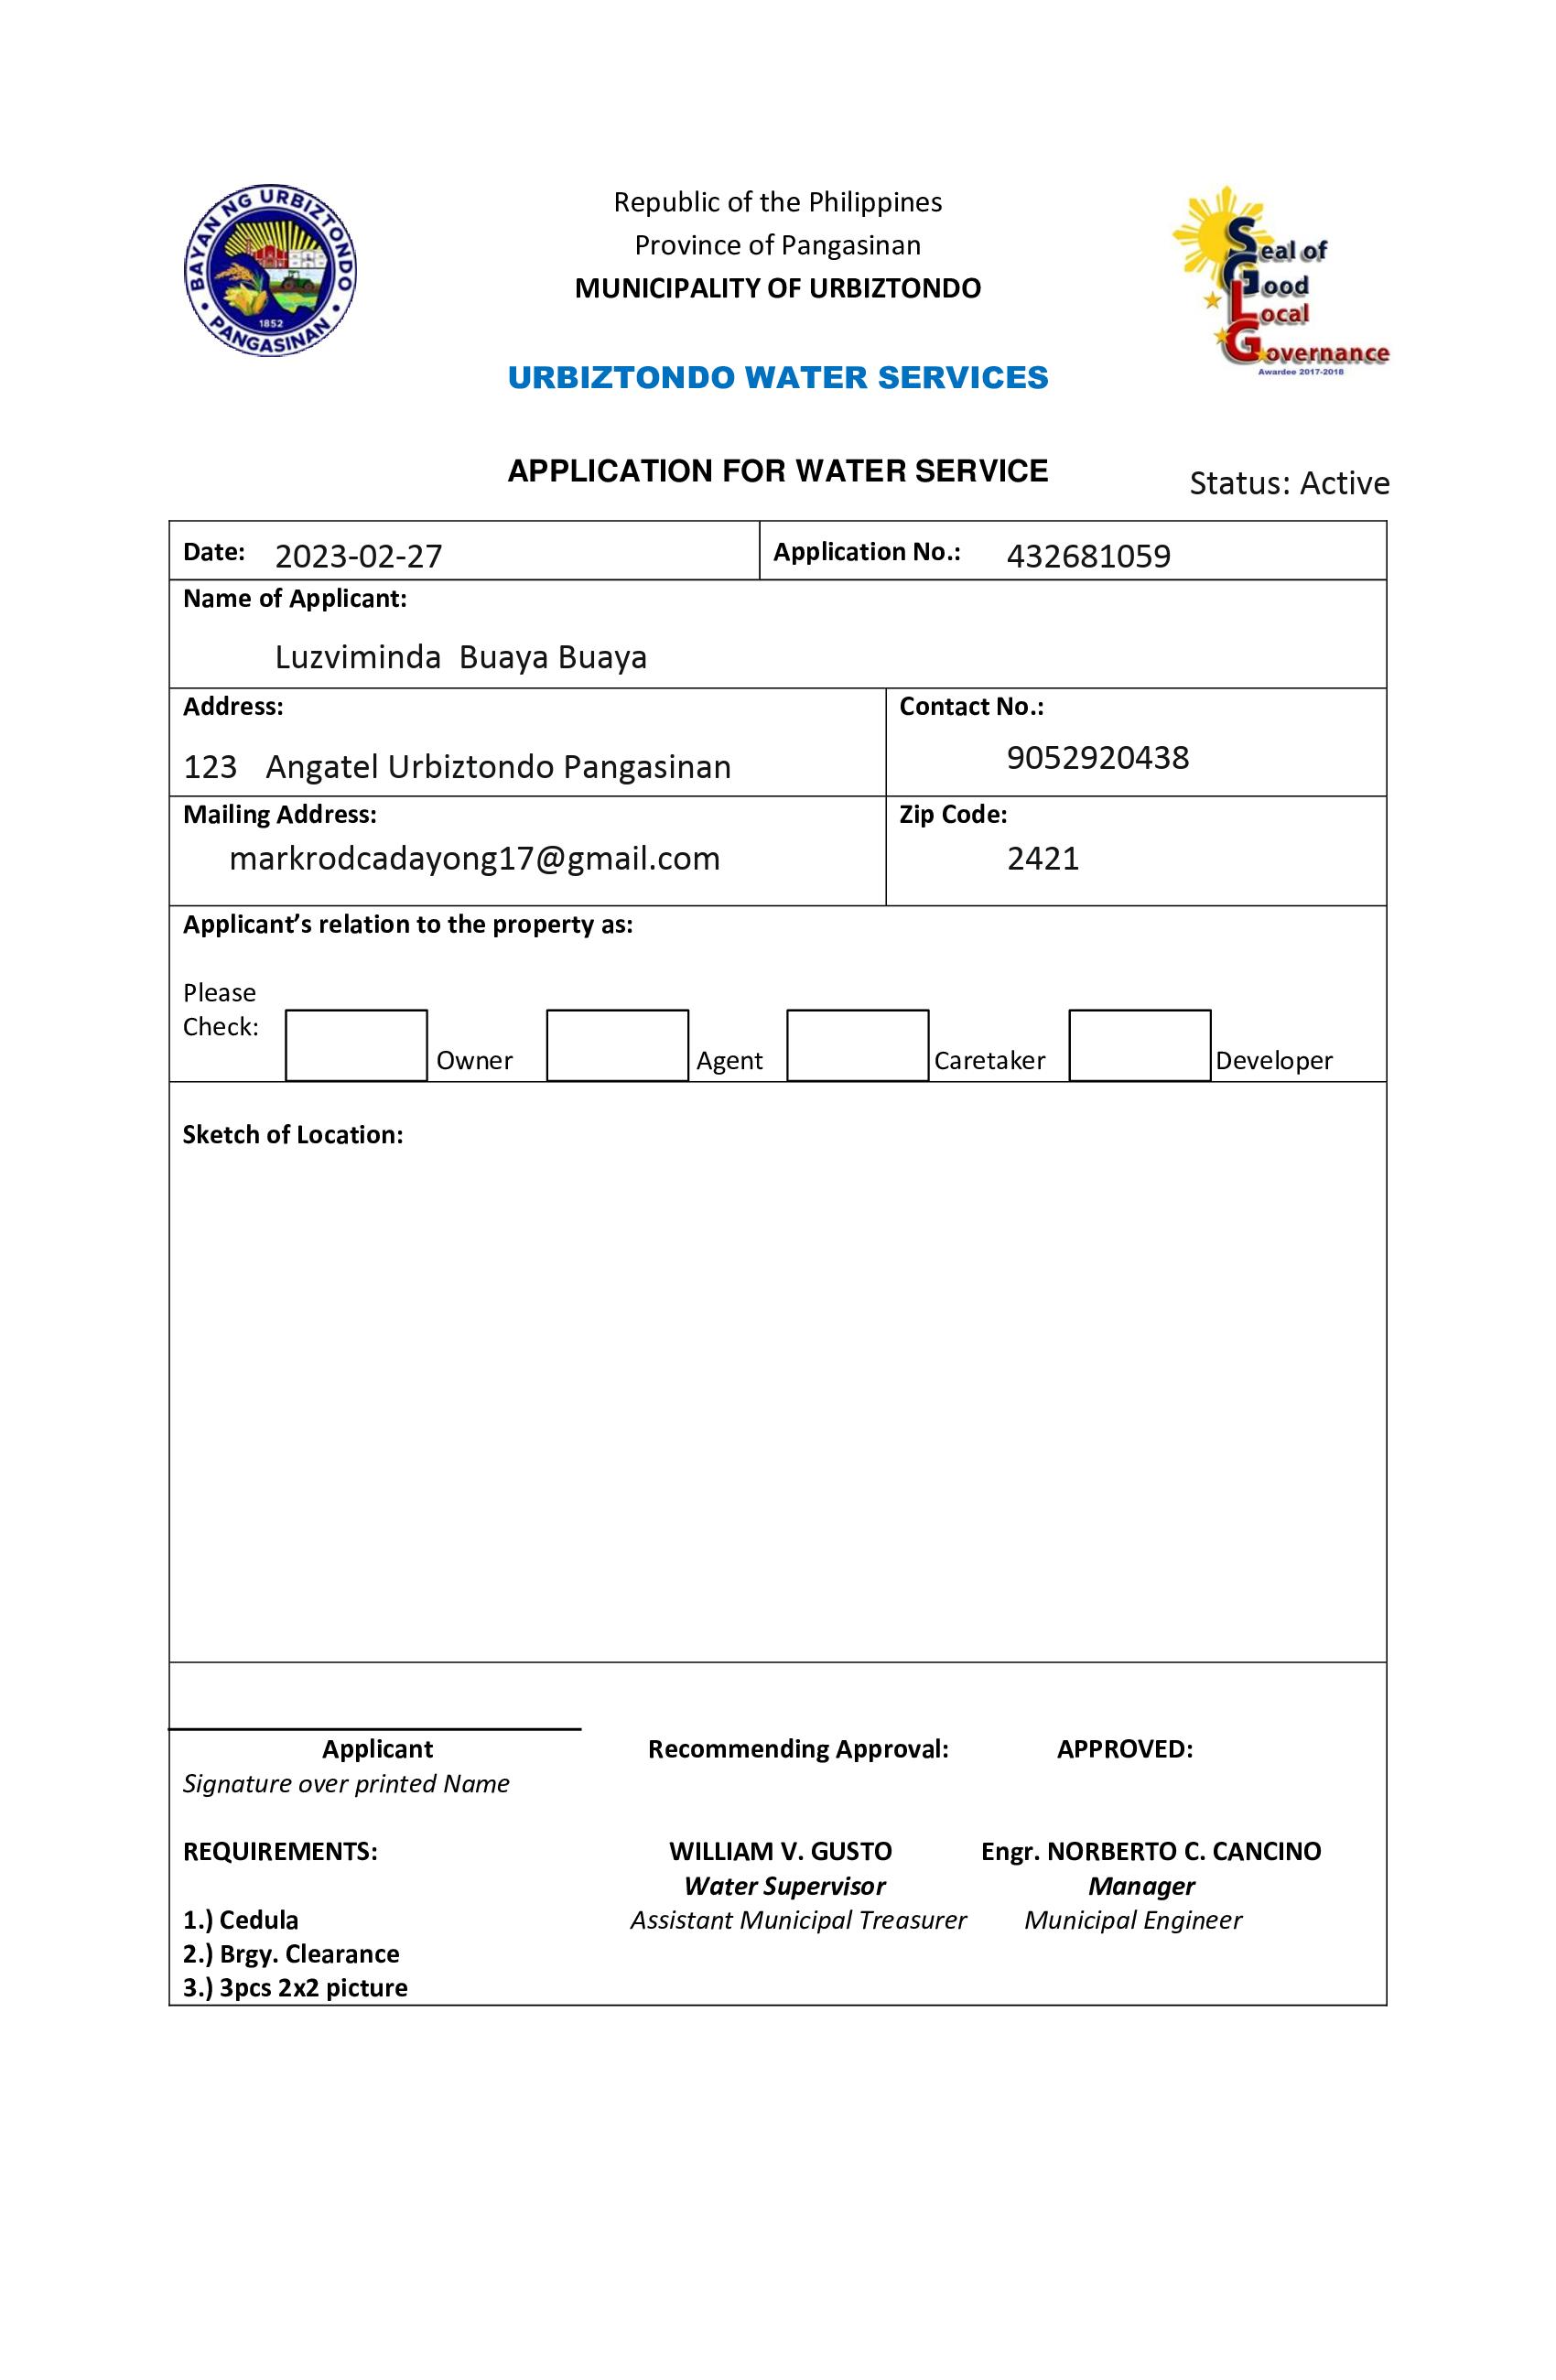 BAYAN NG URBIZTONDO
1852
PANGASINAN
Republic of the Philippines
Province of Pangasinan
MUNICIPALITY OF URBIZTONDO
Seal of
Good
Local
Governance
Awardee 2017-2018
URBIZTONDO WATER SERVICES
APPLICATION FOR WATER SERVICE
Status: Active
Date: 2023-02-27 Application No.: 432681059
Name of Applicant:
Luzviminda Buaya Buaya
Address: Contact No.:
123 Angatel Urbiztondo Pangasinan 9052920438
Mailing Address: Zip Code:
markrodcadayong17@gmail.com 2421
Applicant’s relation to the property as:
Please
Check:
Owner Agent Caretaker Developer
Sketch of Location:
Applicant Recommending Approval: APPROVED:
Signature over printed Name
REQUIREMENTS: WILLIAM V. GUSTO Engr. NORBERTO C. CANCINO
Water Supervisor Manager
1.) Cedula Assistant Municipal Treasurer Municipal Engineer
2.) Brgy. Clearance
3.) 3pcs 2x2 picture